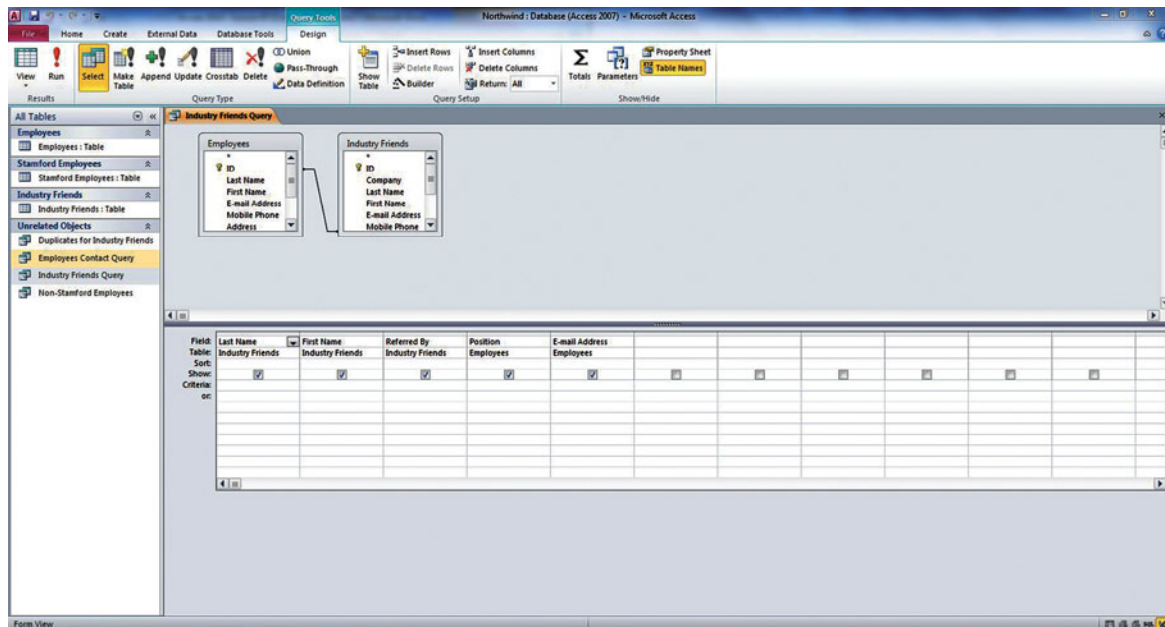 Query Tools
Northwind : Database (Access 2007) - Microsoft Access
File Home Create External Data Database Tools Design
View Run Select Make Table Append Update Crosstab Delete
Union
Pass-Through
Data Definition
Show Table
Insert Rows
Delete Rows
Builder
Insert Columns
Delete Columns
Return: All
Totals Parameters
Property Sheet
Table Names
Results Query Type Query Setup Show/Hide
All Tables
Employees
Employees : Table
Stamford Employees
Stamford Employees : Table
Industry Friends
Industry Friends : Table
Unrelated Objects
Duplicates for Industry Friends
Employees Contact Query
Industry Friends Query
Non-Stamford Employees
Industry Friends Query
Employees
*
ID
Last Name
First Name
E-mail Address
Mobile Phone
Address
Industry Friends
*
ID
Company
Last Name
First Name
E-mail Address
Mobile Phone
Field: Last Name First Name Referred By Position E-mail Address
Table: Industry Friends Industry Friends Industry Friends Employees Employees
Sort:
Show:
Criteria:
or:
Form View